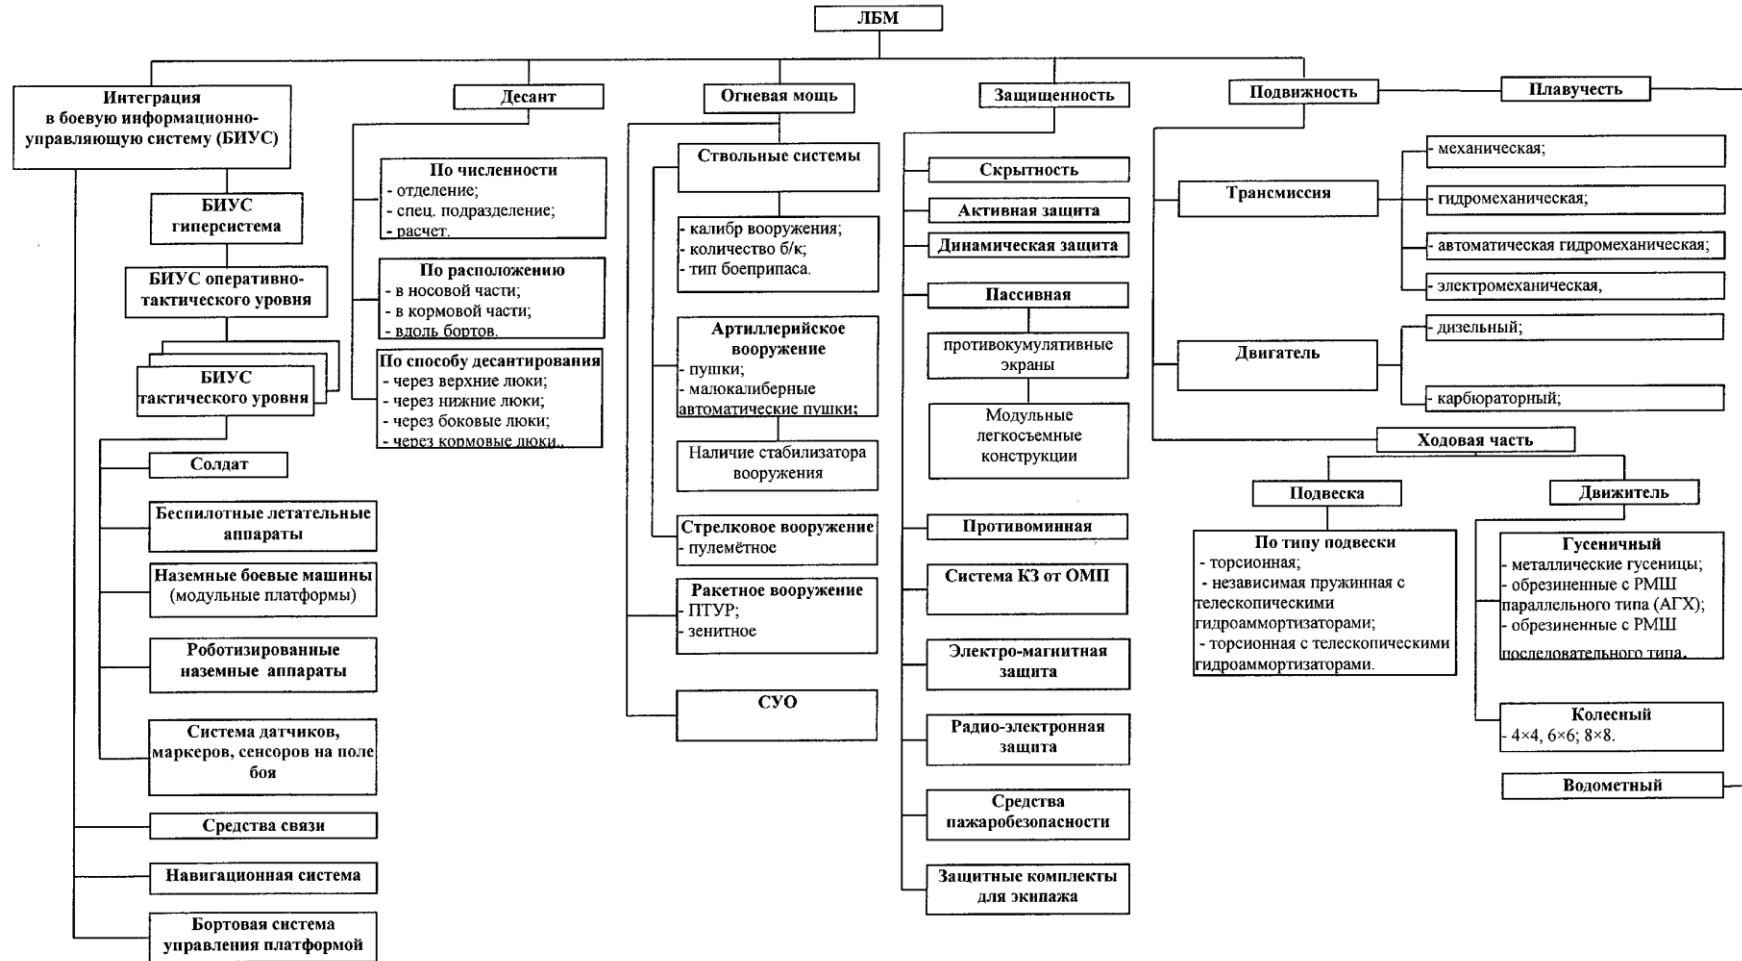 ЛБМ
Интеграция
в боевую информационно-
управляющую систему (БИУС)
БИУС
гиперсистема
БИУС оперативно-
тактического уровня
БИУС
тактического уровня
Солдат
Беспилотные летательные
аппараты
Наземные боевые машины
(модульные платформы)
Роботизированные
наземные аппараты
Система датчиков,
маркеров, сенсоров на поле
боя
Средства связи
Навигационная система
Бортовая система
управления платформой
Десант
По численности
- отделение;
- спец. подразделение;
- расчет.
По расположению
- в носовой части;
- в кормовой части;
- вдоль бортов.
По способу десантирования
- через верхние люки;
- через нижние люки;
- через боковые люки;
- через кормовые люки..
Огневая мощь
Ствольные системы
- калибр вооружения;
- количество б/к;
- тип боеприпаса.
Артиллерийское
вооружение
- пушки;
- малокалиберные
автоматические пушки;
Наличие стабилизатора
вооружения
Стрелковое вооружение
- пулемётное
Ракетное вооружение
- ПТУР;
- зенитное
СУО
Защищенность
Скрытность
Активная защита
Динамическая защита
Пассивная
противокумулятивные
экраны
Модульные
легкосъемные
конструкции
Противоминная
Система КЗ от ОМП
Электро-магнитная
защита
Радио-электронная
защита
Средства
пажаробезопасности
Защитные комплекты
для экипажа
Подвижность
Плавучесть
Трансмиссия
- механическая;
- гидромеханическая;
- автоматическая гидромеханическая;
- электромеханическая,
Двигатель
- дизельный;
- карбюраторный;
Ходовая часть
Подвеска
По типу подвески
- торсионная;
- независимая пружинная с
телескопическими
гидроаммортизаторами;
- торсионная с телескопическими
гидроаммортизаторами.
Движитель
Гусеничный
- металлические гусеницы;
- обрезиненные с РМШ
параллельного типа (АГХ);
- обрезиненные с РМШ
последовательного типа.
Колесный
- 4×4, 6×6; 8×8.
Водометный